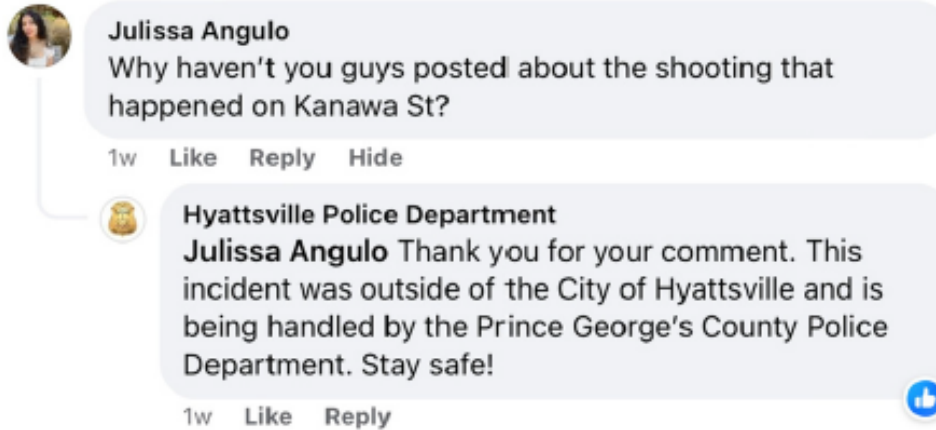 Julissa Angulo
Why haven't you guys posted about the shooting that
happened on Kanawa St?
1w Like Reply Hide
Hyattsville Police Department
Julissa Angulo Thank you for your comment. This
incident was outside of the City of Hyattsville and is
being handled by the Prince George's County Police
Department. Stay safe!
1w Like Reply